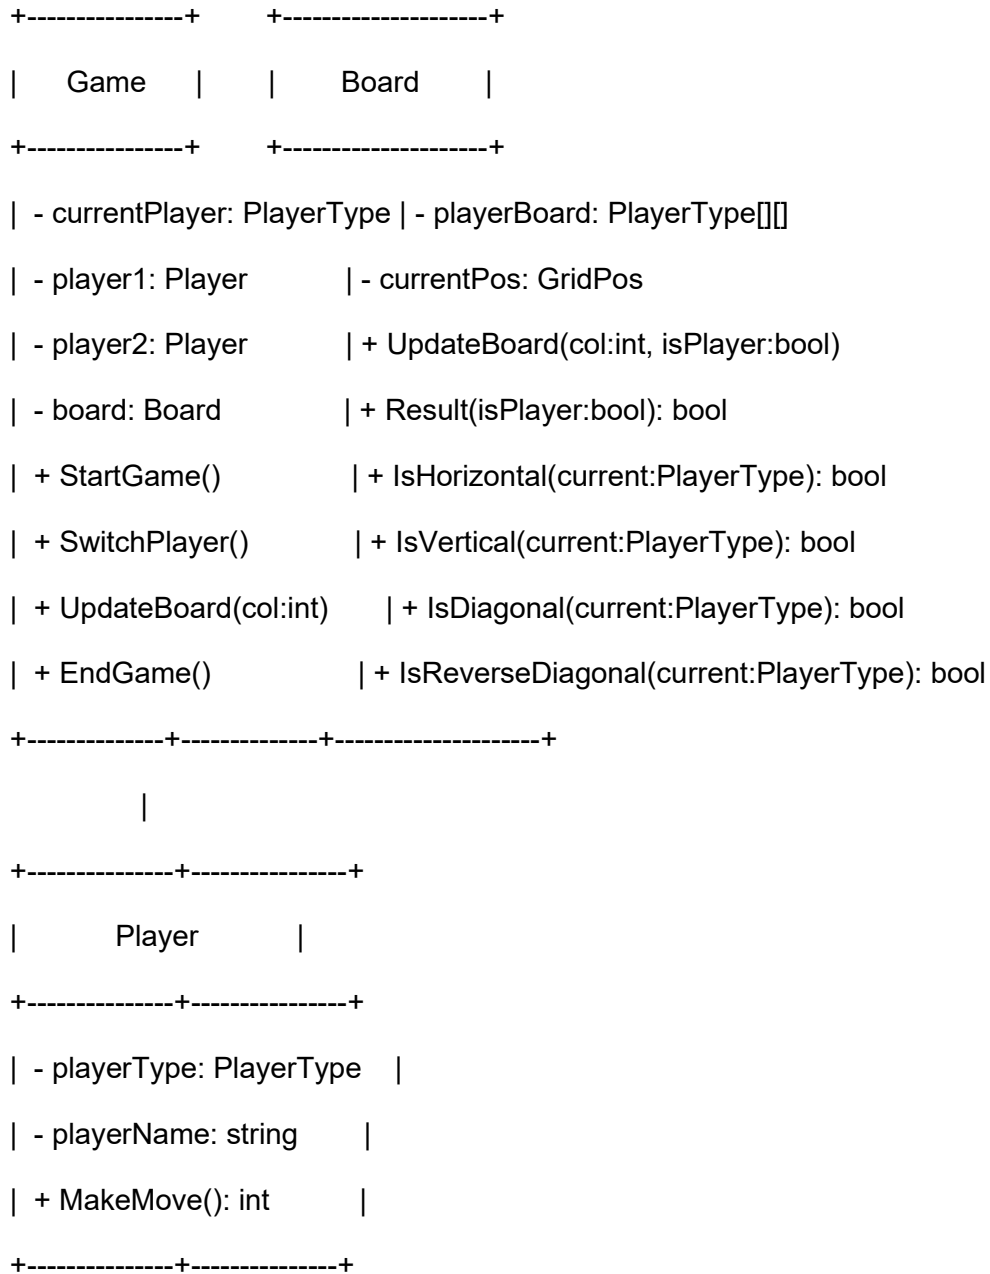 +----------------+ +---------------------+
| Game | | Board |
+----------------+ +---------------------+
| - currentPlayer: PlayerType | - playerBoard: PlayerType[][]
| - player1: Player | - currentPos: GridPos
| - player2: Player | + UpdateBoard(col:int, isPlayer:bool)
| - board: Board | + Result(isPlayer:bool): bool
| + StartGame() | + IsHorizontal(current:PlayerType): bool
| + SwitchPlayer() | + IsVertical(current:PlayerType): bool
| + UpdateBoard(col:int) | + IsDiagonal(current:PlayerType): bool
| + EndGame() | + IsReverseDiagonal(current:PlayerType): bool
+--------------+--------------+---------------------+
|
+---------------+----------------+
| Player |
+---------------+----------------+
| - playerType: PlayerType |
| - playerName: string |
| + MakeMove(): int |
+---------------+---------------+